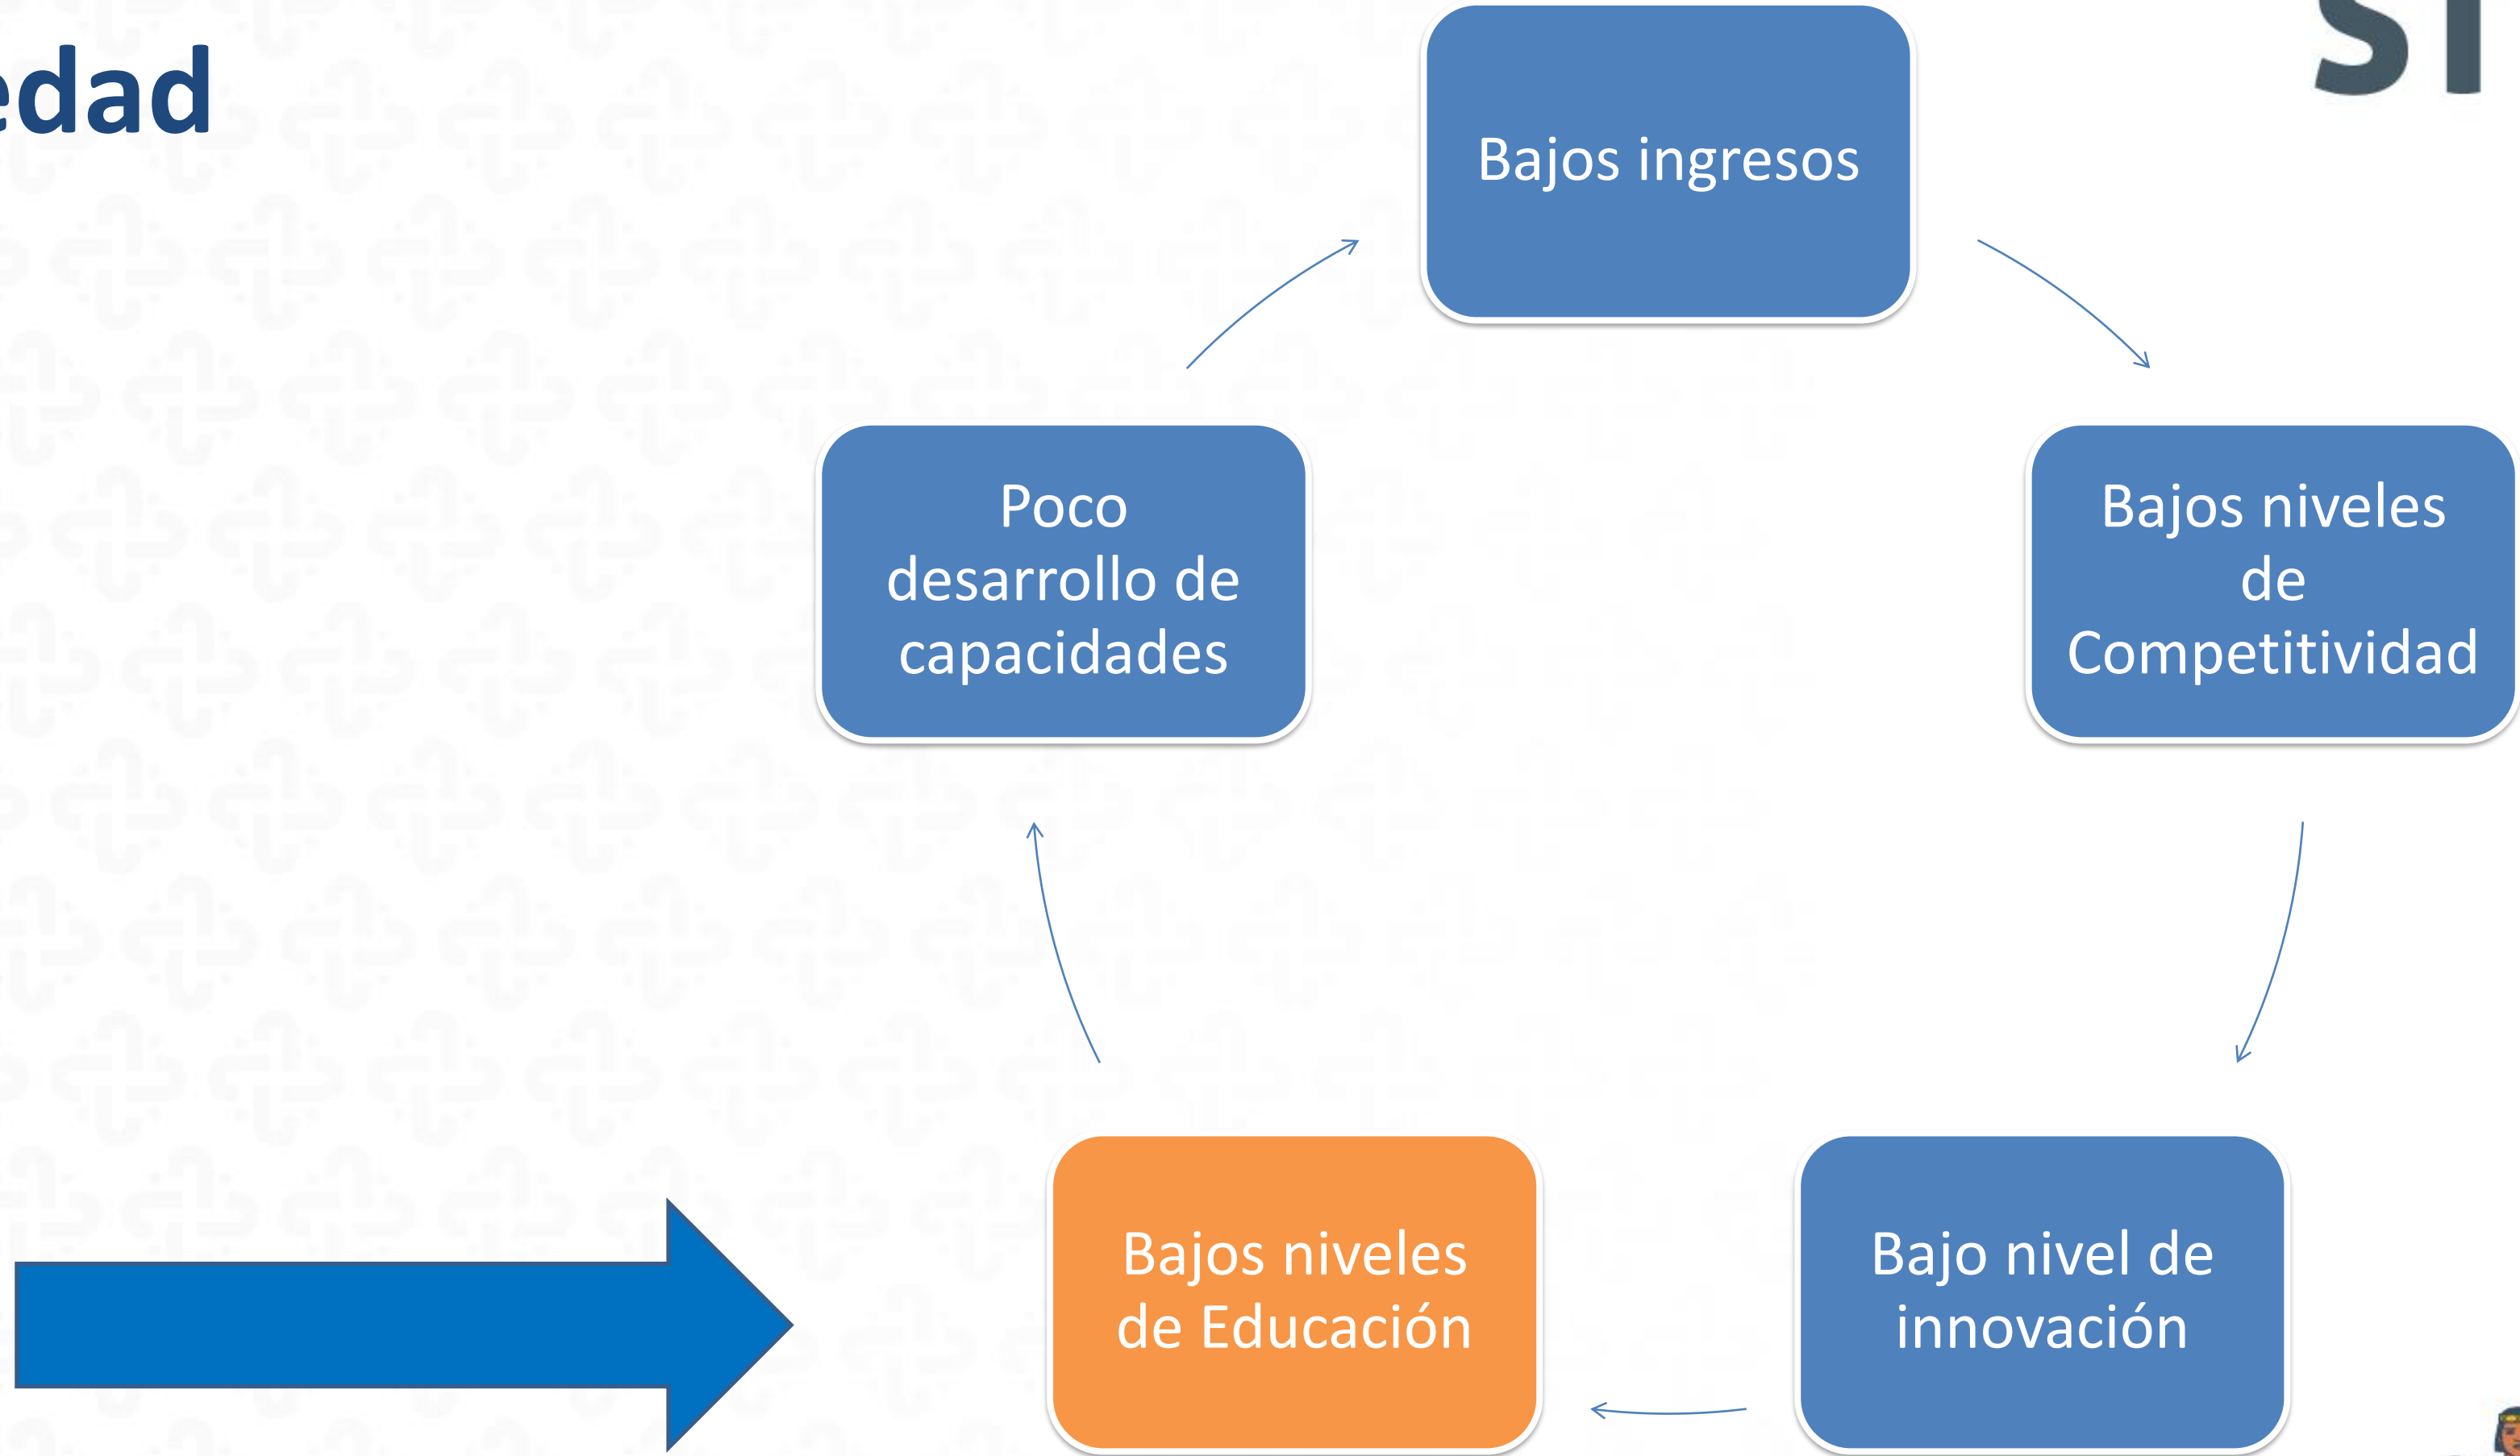 edad
Bajos ingresos
Poco
desarrollo de
capacidades
Bajos niveles
de
Competitividad
Bajos niveles
de Educación
Bajo nivel de
innovación